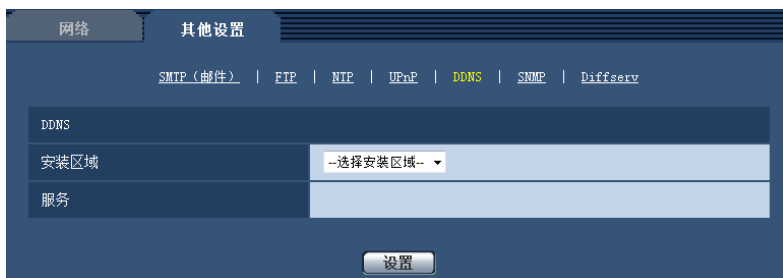 网络 其他设置
SMTP（邮件） | FTP | NTP | UPnP | DDNS | SNMP | Diffserv
DDNS
安装区域 --选择安装区域--
服务
设置